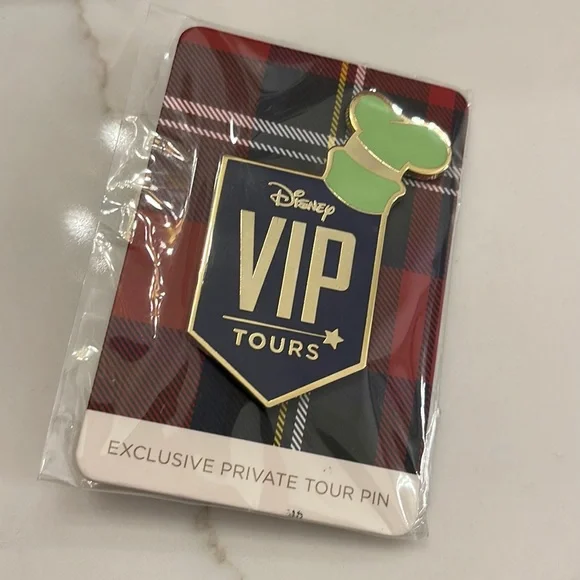 Disney
VIP
TOURS
EXCLUSIVE PRIVATE TOUR PIN